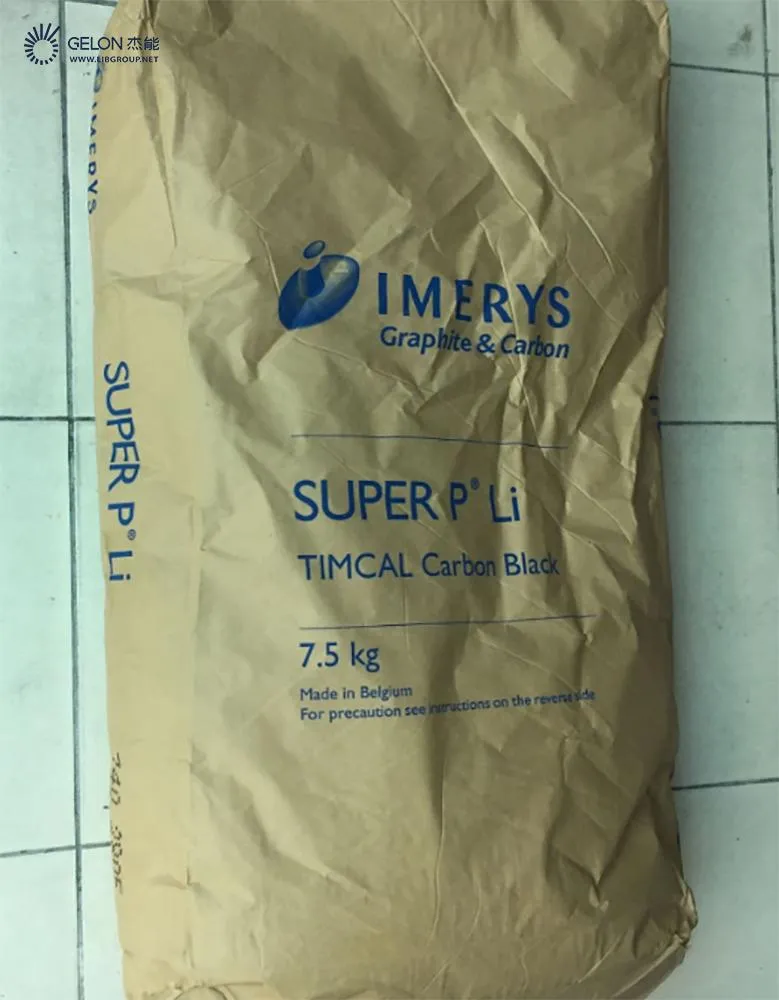 GELON 杰能
WWW.LIBGROUP.NET
IMERYS
IMERYS
Graphite & Carbon
SUPER P® Li
SUPER P® Li
TIMCAL Carbon Black
7.5 kg
Made in Belgium
For precaution see instructions on the reverse side